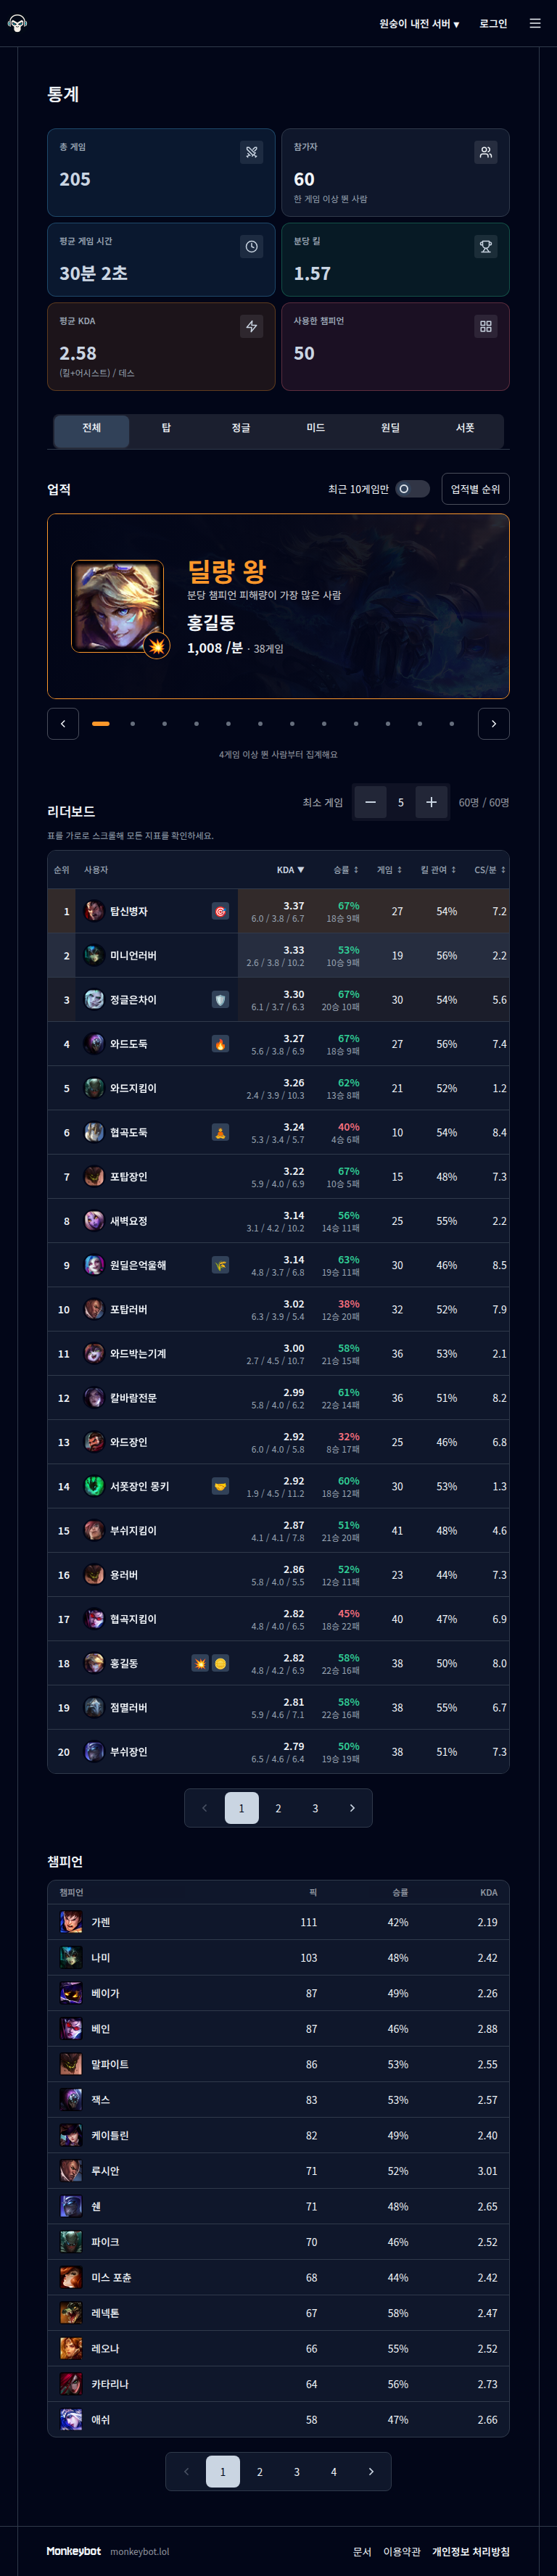 원숭이 내전 서버 ▾ 로그인
통계
총 게임
205
참가자
60
한 게임 이상 뛴 사람
평균 게임 시간
30분 2초
분당 킬
1.57
평균 KDA
2.58
(킬+어시스트) / 데스
사용한 챔피언
50
전체 탑 정글 미드 원딜 서폿
업적 최근 10게임만 업적별 순위
딜량 왕
분당 챔피언 피해량이 가장 많은 사람
홍길동
1,008 /분 · 38게임
4게임 이상 뛴 사람부터 집계해요
리더보드 최소 게임 5 60명 / 60명
표를 가로로 스크롤해 모든 지표를 확인하세요.
순위 사용자 KDA ▼ 승률 ↕ 게임 ↕ 킬 관여 ↕ CS/분 ↕
1 탑신병자 3.37 67% 27 54% 7.2
6.0 / 3.8 / 6.7 18승 9패
2 미니언러버 3.33 53% 19 56% 2.2
2.6 / 3.8 / 10.2 10승 9패
3 정글은차이 3.30 67% 30 54% 5.6
6.1 / 3.7 / 6.3 20승 10패
4 와드도둑 3.27 67% 27 56% 7.4
5.6 / 3.8 / 6.9 18승 9패
5 와드지킴이 3.26 62% 21 52% 1.2
2.4 / 3.9 / 10.3 13승 8패
6 협곡도둑 3.24 40% 10 54% 8.4
5.3 / 3.4 / 5.7 4승 6패
7 포탑장인 3.22 67% 15 48% 7.3
5.9 / 4.0 / 6.9 10승 5패
8 새벽요정 3.14 56% 25 55% 2.2
3.1 / 4.2 / 10.2 14승 11패
9 원딜은억울해 3.14 63% 30 46% 8.5
4.8 / 3.7 / 6.8 19승 11패
10 포탑러버 3.02 38% 32 52% 7.9
6.3 / 3.9 / 5.4 12승 20패
11 와드박는기계 3.00 58% 36 53% 2.1
2.7 / 4.5 / 10.7 21승 15패
12 칼바람전문 2.99 61% 36 51% 8.2
5.8 / 4.0 / 6.2 22승 14패
13 와드장인 2.92 32% 25 46% 6.8
6.0 / 4.0 / 5.8 8승 17패
14 서폿장인 몽키 2.92 60% 30 53% 1.3
1.9 / 4.5 / 11.2 18승 12패
15 부쉬지킴이 2.87 51% 41 48% 4.6
4.1 / 4.1 / 7.8 21승 20패
16 용러버 2.86 52% 23 44% 7.3
5.8 / 4.0 / 5.5 12승 11패
17 협곡지킴이 2.82 45% 40 47% 6.9
4.8 / 4.0 / 6.5 18승 22패
18 홍길동 2.82 58% 38 50% 8.0
4.8 / 4.2 / 6.9 22승 16패
19 점멸러버 2.81 58% 38 55% 6.7
5.9 / 4.6 / 7.1 22승 16패
20 부쉬장인 2.79 50% 38 51% 7.3
6.5 / 4.6 / 6.4 19승 19패
1 2 3
챔피언
챔피언 픽 승률 KDA
가렌 111 42% 2.19
나미 103 48% 2.42
베이가 87 49% 2.26
베인 87 46% 2.88
말파이트 86 53% 2.55
잭스 83 53% 2.57
케이틀린 82 49% 2.40
루시안 71 52% 3.01
쉔 71 48% 2.65
파이크 70 46% 2.52
미스 포츈 68 44% 2.42
레넥톤 67 58% 2.47
레오나 66 55% 2.52
카타리나 64 56% 2.73
애쉬 58 47% 2.66
1 2 3 4
Monkeybot monkeybot.lol 문서 이용약관 개인정보 처리방침